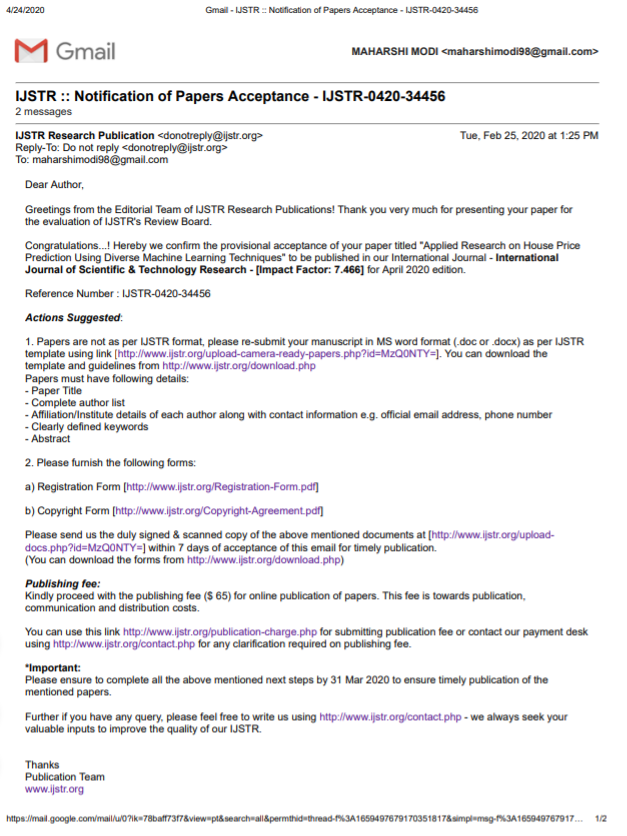 4/24/2020 Gmail - IJSTR :: Notification of Papers Acceptance - IJSTR-0420-34456
Gmail MAHARSHI MODI <maharshimodi98@gmail.com>
IJSTR :: Notification of Papers Acceptance - IJSTR-0420-34456
2 messages
IJSTR Research Publication <donotreply@ijstr.org> Tue, Feb 25, 2020 at 1:25 PM
Reply-To: Do not reply <donotreply@ijstr.org>
To: maharshimodi98@gmail.com
Dear Author,
Greetings from the Editorial Team of IJSTR Research Publications! Thank you very much for presenting your paper for
the evaluation of IJSTR's Review Board.
Congratulations...! Hereby we confirm the provisional acceptance of your paper titled "Applied Research on House Price
Prediction Using Diverse Machine Learning Techniques" to be published in our International Journal - International
Journal of Scientific & Technology Research - [Impact Factor: 7.466] for April 2020 edition.
Reference Number : IJSTR-0420-34456
Actions Suggested:
1. Papers are not as per IJSTR format, please re-submit your manuscript in MS word format (.doc or .docx) as per IJSTR
template using link [http://www.ijstr.org/upload-camera-ready-papers.php?id=MzQ0NTY=]. You can download the
template and guidelines from http://www.ijstr.org/download.php
Papers must have following details:
- Paper Title
- Complete author list
- Affiliation/Institute details of each author along with contact information e.g. official email address, phone number
- Clearly defined keywords
- Abstract
2. Please furnish the following forms:
a) Registration Form [http://www.ijstr.org/Registration-Form.pdf]
b) Copyright Form [http://www.ijstr.org/Copyright-Agreement.pdf]
Please send us the duly signed & scanned copy of the above mentioned documents at [http://www.ijstr.org/upload-
docs.php?id=MzQ0NTY=] within 7 days of acceptance of this email for timely publication.
(You can download the forms from http://www.ijstr.org/download.php)
Publishing fee:
Kindly proceed with the publishing fee ($ 65) for online publication of papers. This fee is towards publication,
communication and distribution costs.
You can use this link http://www.ijstr.org/publication-charge.php for submitting publication fee or contact our payment desk
using http://www.ijstr.org/contact.php for any clarification required on publishing fee.
*Important:
Please ensure to complete all the above mentioned next steps by 31 Mar 2020 to ensure timely publication of the
mentioned papers.
Further if you have any query, please feel free to write us using http://www.ijstr.org/contact.php - we always seek your
valuable inputs to improve the quality of our IJSTR.
Thanks
Publication Team
www.ijstr.org
https://mail.google.com/mail/u/0?ik=78baff73f7&view=pt&search=all&permthid=thread-f%3A1659497679170351817&simpl=msg-f%3A165949767917... 1/2